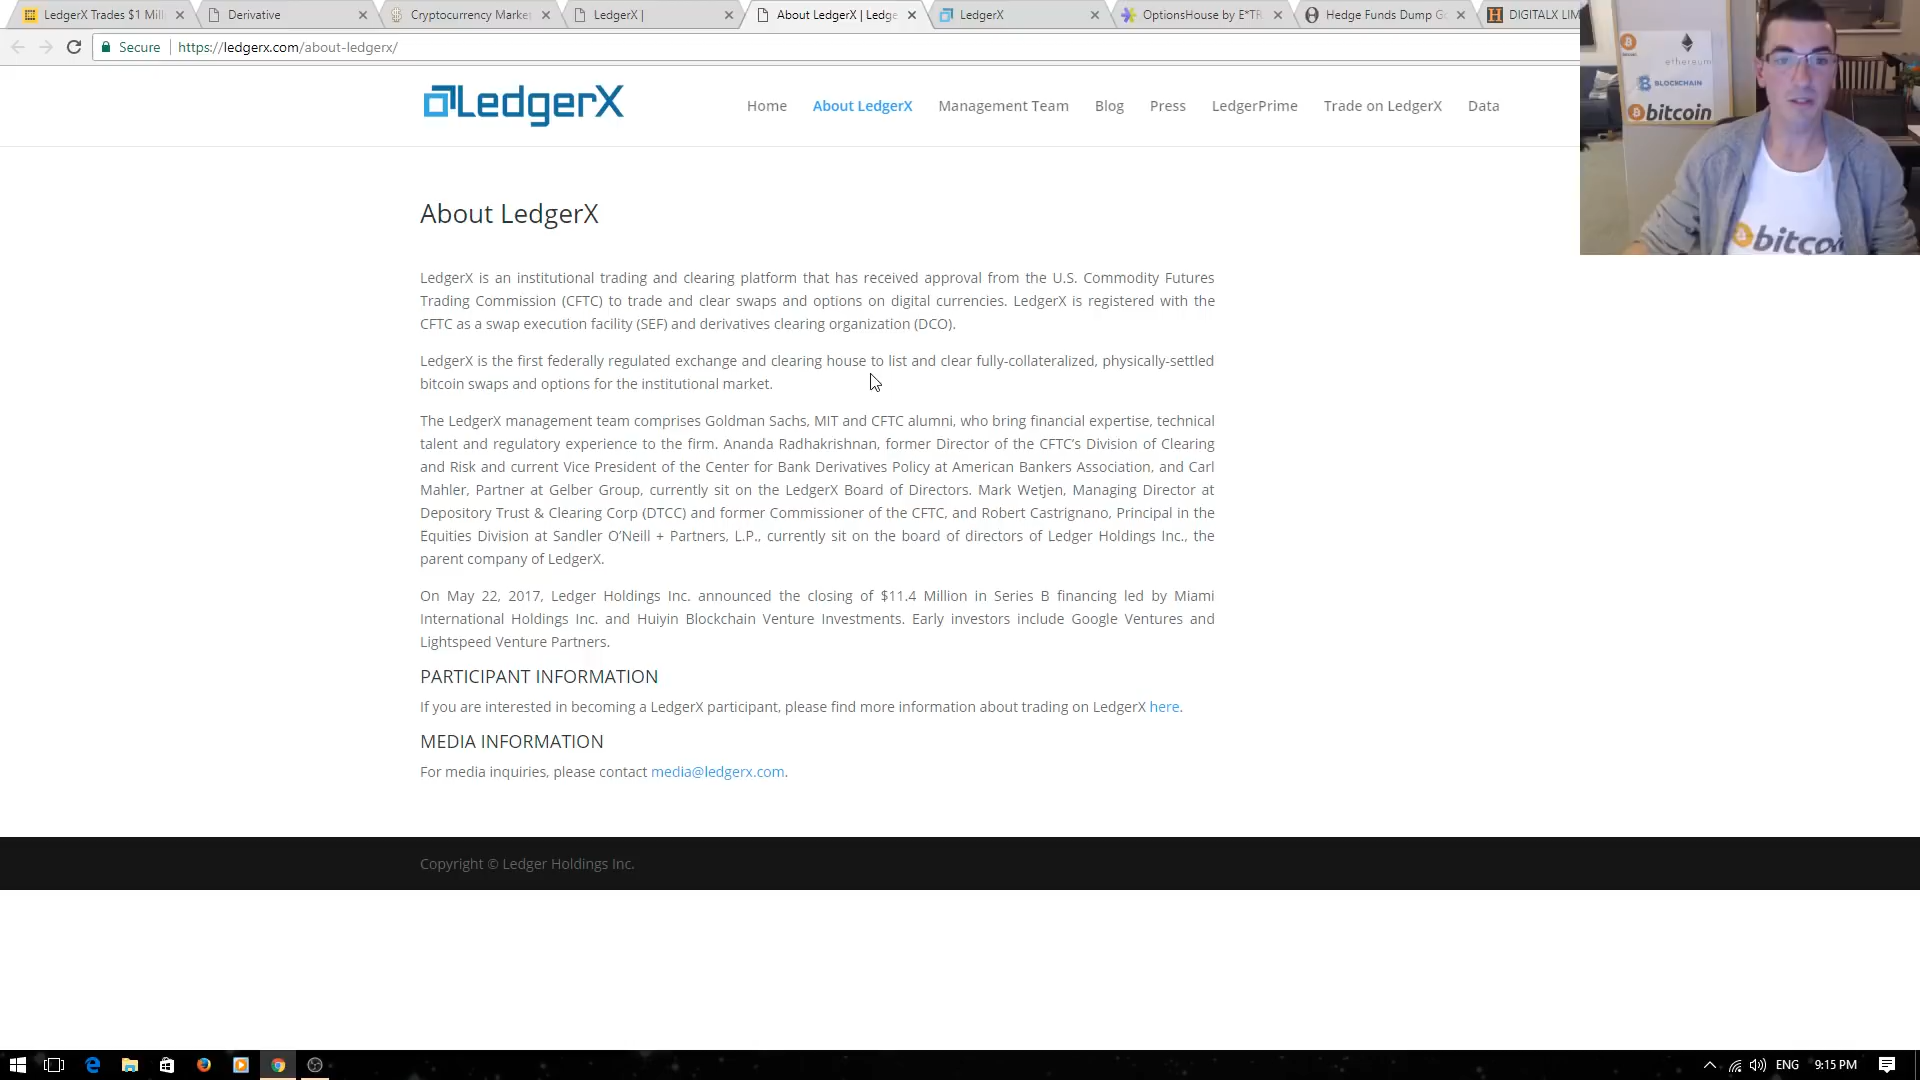 LedgerX Trades $1 Mill
Derivative
Cryptocurrency Marke
LedgerX |
About LedgerX | Ledge
LedgerX
OptionsHouse by E*TR
Hedge Funds Dump Go
DIGITALX LIM
Secure
https://ledgerx.com/about-ledgerx/
LedgerX
Home
About LedgerX
Management Team
Blog
Press
LedgerPrime
Trade on LedgerX
Data
ethereum
BLOCKCHAIN
bitcoin
bitcoi
About LedgerX
LedgerX is an institutional trading and clearing platform that has received approval from the U.S. Commodity Futures
Trading Commission (CFTC) to trade and clear swaps and options on digital currencies. LedgerX is registered with the
CFTC as a swap execution facility (SEF) and derivatives clearing organization (DCO).
LedgerX is the first federally regulated exchange and clearing house to list and clear fully-collateralized, physically-settled
bitcoin swaps and options for the institutional market.
The LedgerX management team comprises Goldman Sachs, MIT and CFTC alumni, who bring financial expertise, technical
talent and regulatory experience to the firm. Ananda Radhakrishnan, former Director of the CFTC’s Division of Clearing
and Risk and current Vice President of the Center for Bank Derivatives Policy at American Bankers Association, and Carl
Mahler, Partner at Gelber Group, currently sit on the LedgerX Board of Directors. Mark Wetjen, Managing Director at
Depository Trust & Clearing Corp (DTCC) and former Commissioner of the CFTC, and Robert Castrignano, Principal in the
Equities Division at Sandler O’Neill + Partners, L.P., currently sit on the board of directors of Ledger Holdings Inc., the
parent company of LedgerX.
On May 22, 2017, Ledger Holdings Inc. announced the closing of $11.4 Million in Series B financing led by Miami
International Holdings Inc. and Huiyin Blockchain Venture Investments. Early investors include Google Ventures and
Lightspeed Venture Partners.
PARTICIPANT INFORMATION
If you are interested in becoming a LedgerX participant, please find more information about trading on LedgerX here.
MEDIA INFORMATION
For media inquiries, please contact media@ledgerx.com.
Copyright © Ledger Holdings Inc.
ENG
9:15 PM